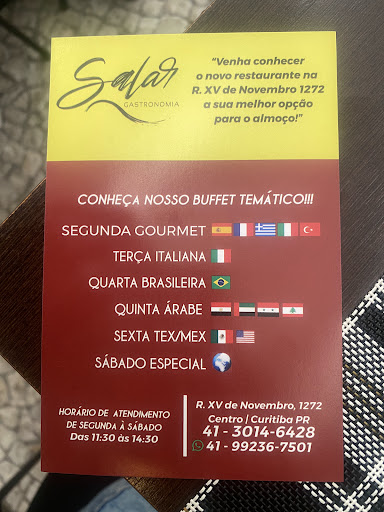 Salar
GASTRONOMIA
"Venha conhecer
o novo restaurante na
R. XV de Novembro 1272
a sua melhor opção
para o almoço!"
CONHEÇA NOSSO BUFFET TEMÁTICO!!!
SEGUNDA GOURMET
TERÇA ITALIANA
QUARTA BRASILEIRA
QUINTA ÁRABE
SEXTA TEX/MEX
SÁBADO ESPECIAL
HORÁRIO DE ATENDIMENTO
DE SEGUNDA À SÁBADO
Das 11:30 às 14:30
R. XV de Novembro, 1272
Centro | Curitiba PR
41 - 3014-6428
41 - 99236-7501